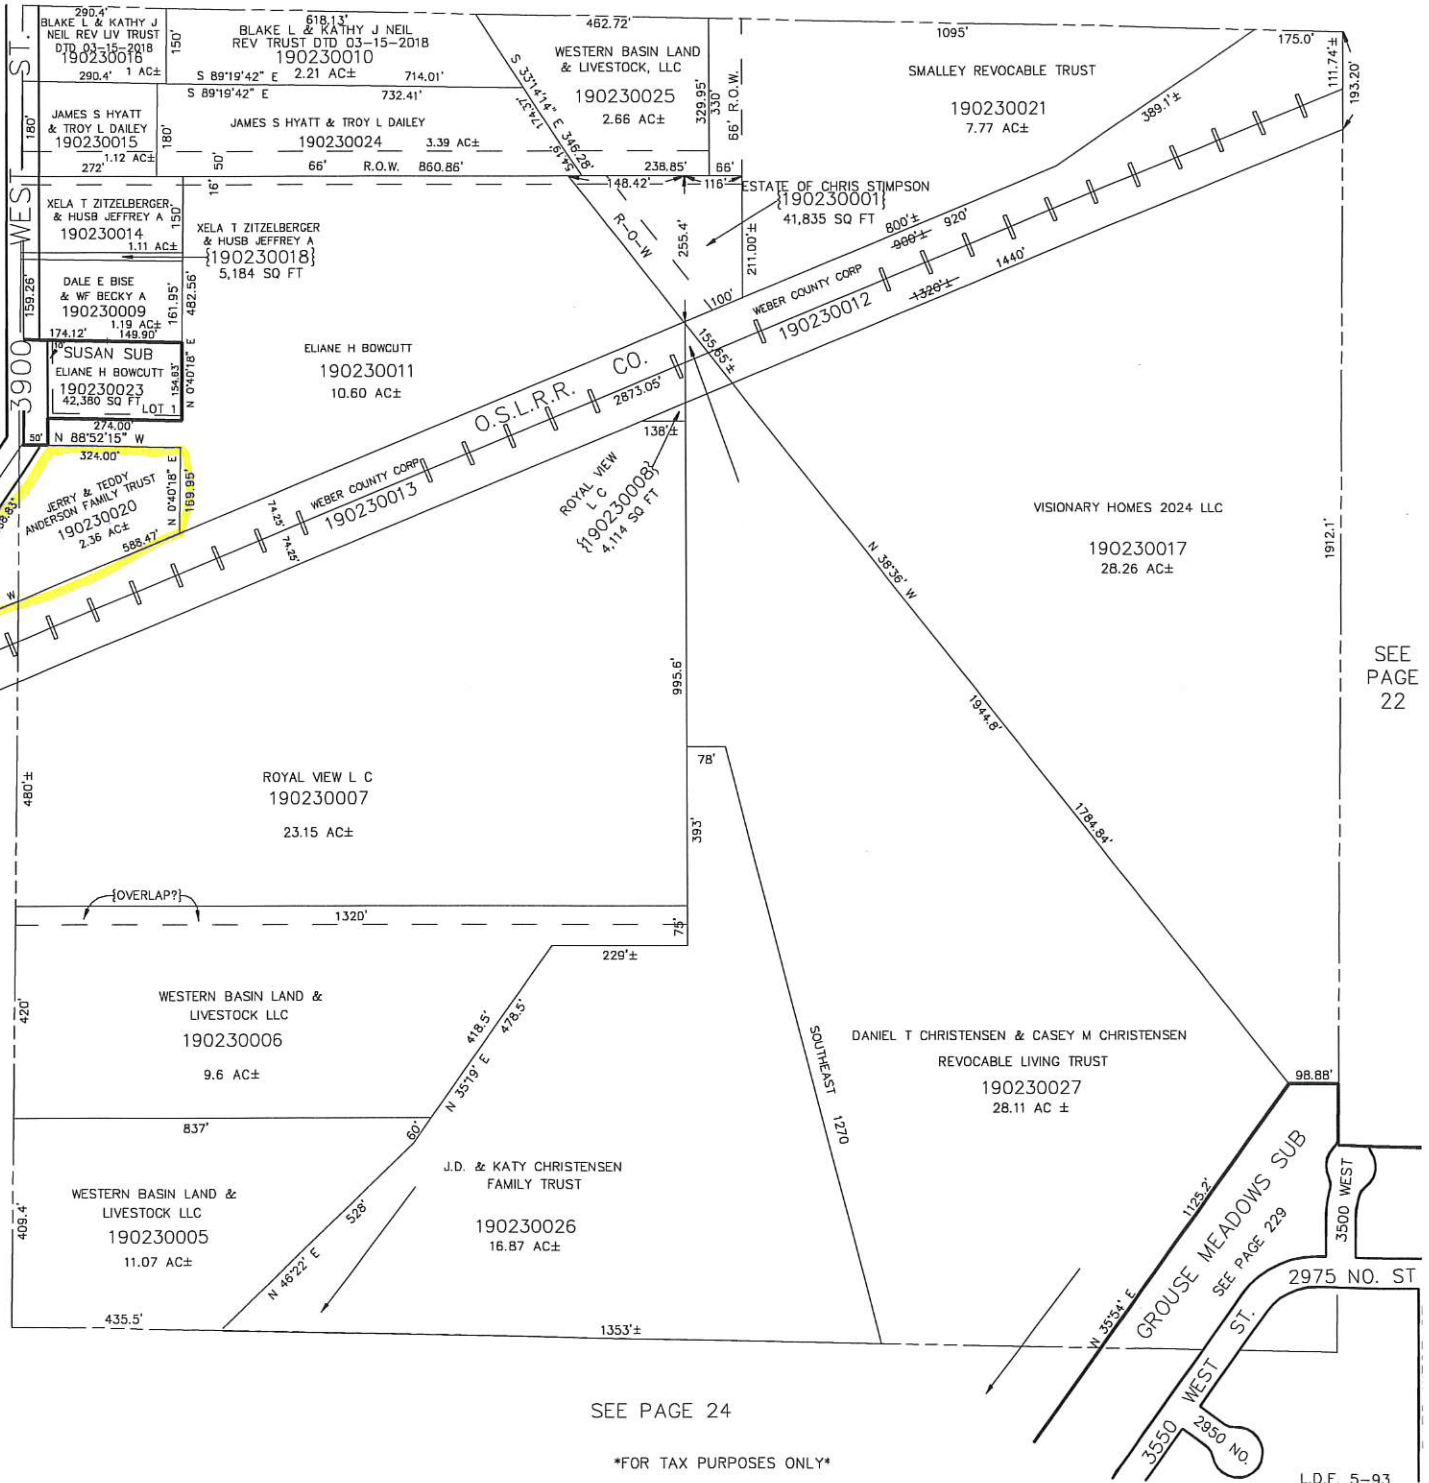 290.4'
BLAKE L & KATHY J
NEIL REV LIV TRUST
DTD 03-15-2018
190230016
1 AC±
290.4'
150'
618.13'
BLAKE L & KATHY J NEIL
REV TRUST DTD 03-15-2018
190230010
2.21 AC±
S 89°19'42" E
714.01'
S 89°19'42" E
732.41'
462.72'
WESTERN BASIN LAND
& LIVESTOCK, LLC
190230025
2.66 AC±
S 33°14'14" E 346.28'
174.37'
54.19'
329.95'
330'
66' R.O.W.
1095'
SMALLEY REVOCABLE TRUST
190230021
7.77 AC±
389.1'±
175.0'
111.74'±
193.20'
3900 WEST ST.
180'
JAMES S HYATT
& TROY L DAILEY
190230015
1.12 AC±
272'
180'
JAMES S HYATT & TROY L DAILEY
190230024
3.39 AC±
50'
66' R.O.W. 860.86'
16'
238.85'
66'
148.42'
116'
ESTATE OF CHRIS STIMPSON
{190230001}
41,835 SQ FT
R-O-W
255.4'
211.00'±
800'±
900'±
920'
1440'
1320'±
100'
WEBER COUNTY CORP
190230012
155.65'±
XELA T ZITZELBERGER
& HUSB JEFFREY A
190230014
1.11 AC±
150'
XELA T ZITZELBERGER
& HUSB JEFFREY A
{190230018}
5,184 SQ FT
159.26'
DALE E BISE
& WF BECKY A
190230009
1.19 AC±
174.12'
149.90'
161.95'
482.56'
10'
SUSAN SUB
ELIANE H BOWCUTT
190230023
42,380 SQ FT
LOT 1
154.63'
N 0°40'18" E
274.00'
50'
N 88°52'15" W
324.00'
ELIANE H BOWCUTT
190230011
10.60 AC±
O.S.L.R.R. CO.
2873.05'
138'±
JERRY & TEDDY
ANDERSON FAMILY TRUST
190230020
2.36 AC±
588.47'
N 0°40'18" E
169.95'
W
74.25'
74.25'
WEBER COUNTY CORP
190230013
ROYAL VIEW
L C
{190230008}
4,114 SQ FT
VISIONARY HOMES 2024 LLC
190230017
28.26 AC±
1912.1'
N 38°36' W
1944.8'
1784.84'
SEE
PAGE
22
995.6'
78'
393'
480'±
ROYAL VIEW L C
190230007
23.15 AC±
{OVERLAP?}
1320'
75'
229'±
420'
WESTERN BASIN LAND &
LIVESTOCK LLC
190230006
9.6 AC±
418.5'
478.5'
N 35°19' E
837'
60'
SOUTHEAST 1270
DANIEL T CHRISTENSEN & CASEY M CHRISTENSEN
REVOCABLE LIVING TRUST
190230027
28.11 AC ±
98.88'
409.4'
WESTERN BASIN LAND &
LIVESTOCK LLC
190230005
11.07 AC±
528'
N 46°22' E
J.D. & KATY CHRISTENSEN
FAMILY TRUST
190230026
16.87 AC±
1125.2'
N 35°54' E
GROUSE MEADOWS SUB
SEE PAGE 229
3500 WEST
2975 NO. ST
3550 WEST ST.
2950 NO.
435.5'
1353'±
SEE PAGE 24
*FOR TAX PURPOSES ONLY*
L.D.F. 5-93